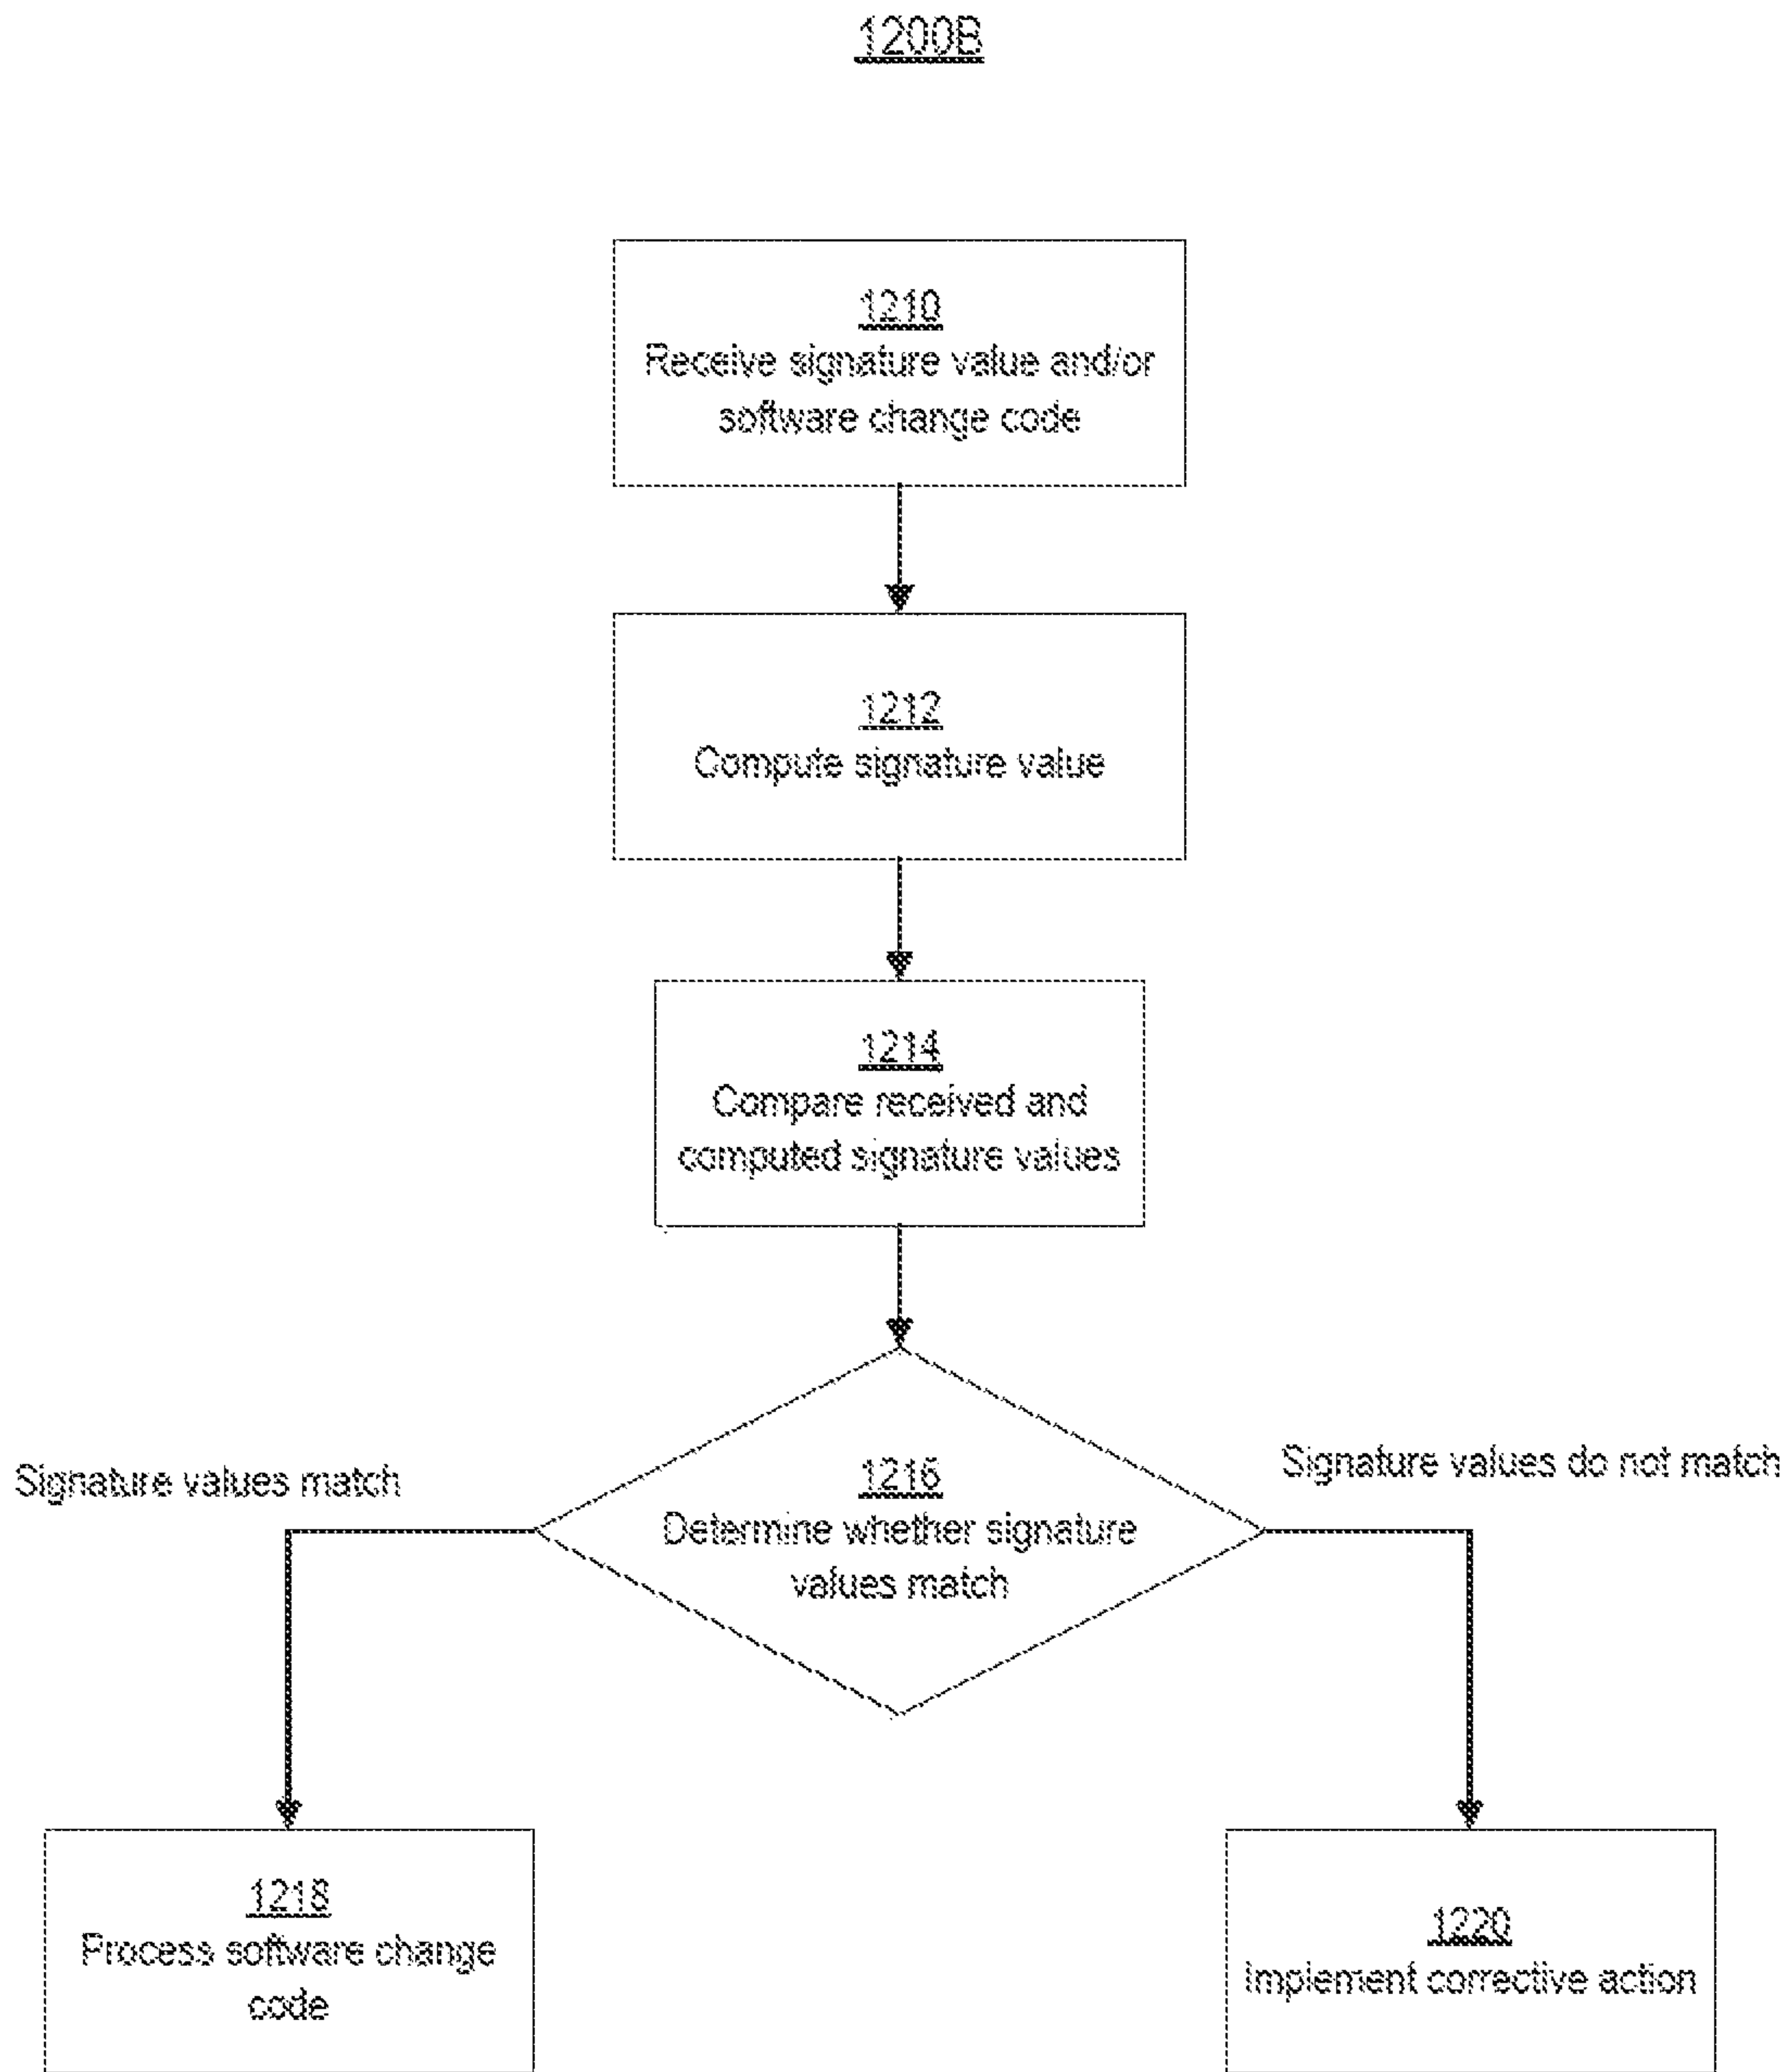 1200B
1210
Receive signature value and/or
software change code
1212
Compute signature value
1214
Compare received and
computed signature values
Signature values match
1216
Determine whether signature
values match
Signature values do not match
1218
Process software change
code
1220
Implement corrective action